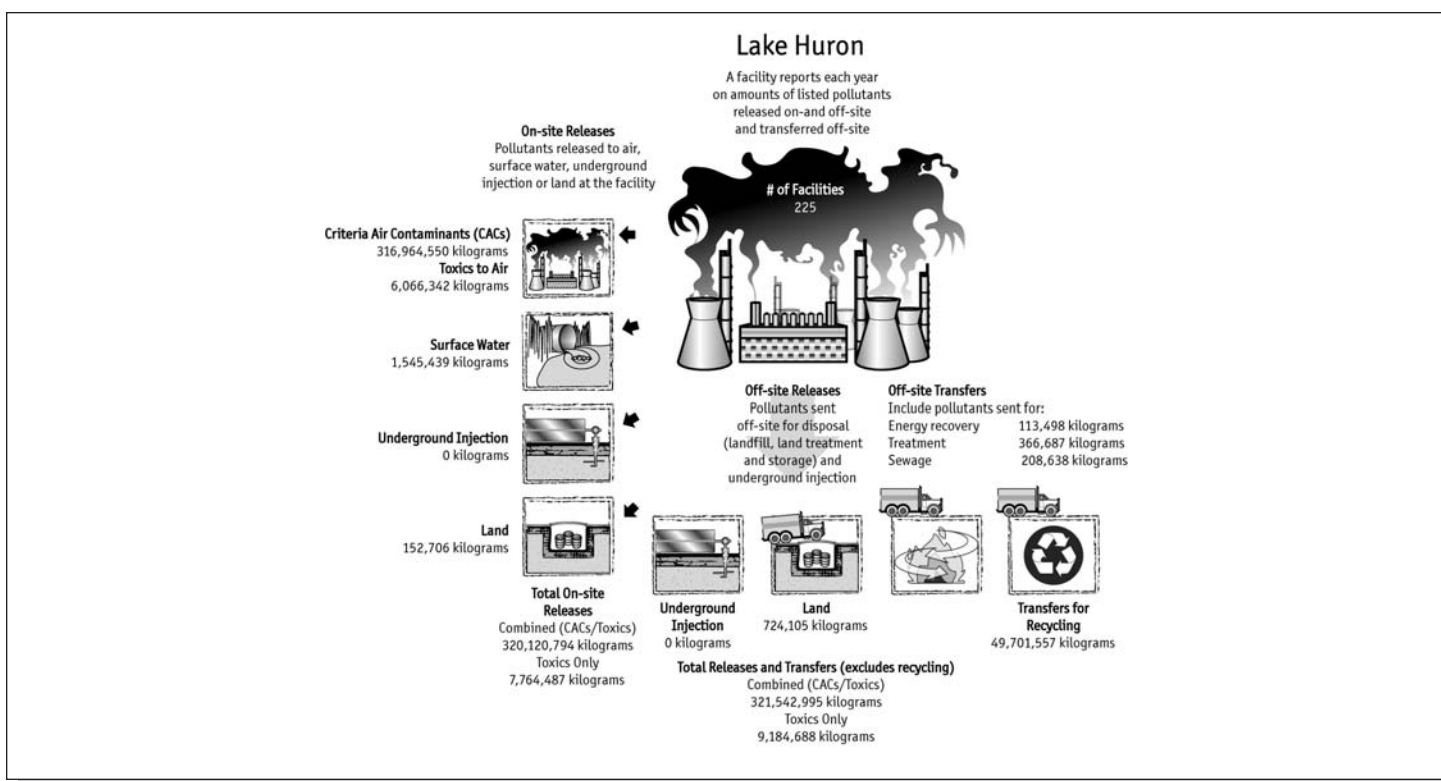 Lake Huron
A facility reports each year
on amounts of listed pollutants
released on-and off-site
and transferred off-site
# of Facilities
225
On-site Releases
Pollutants released to air,
surface water, underground
injection or land at the facility
Criteria Air Contaminants (CACs)
316,964,550 kilograms
Toxics to Air
6,066,342 kilograms
Surface Water
1,545,439 kilograms
Underground Injection
0 kilograms
Land
152,706 kilograms
Total On-site
Releases
Combined (CACs/Toxics)
320,120,794 kilograms
Toxics Only
7,764,487 kilograms
Off-site Releases
Pollutants sent
off-site for disposal
(landfill, land treatment
and storage) and
underground injection
Off-site Transfers
Include pollutants sent for:
Energy recovery 113,498 kilograms
Treatment 366,687 kilograms
Sewage 208,638 kilograms
Underground
Injection
0 kilograms
Land
724,105 kilograms
Transfers for
Recycling
49,701,557 kilograms
Total Releases and Transfers (excludes recycling)
Combined (CACs/Toxics)
321,542,995 kilograms
Toxics Only
9,184,688 kilograms